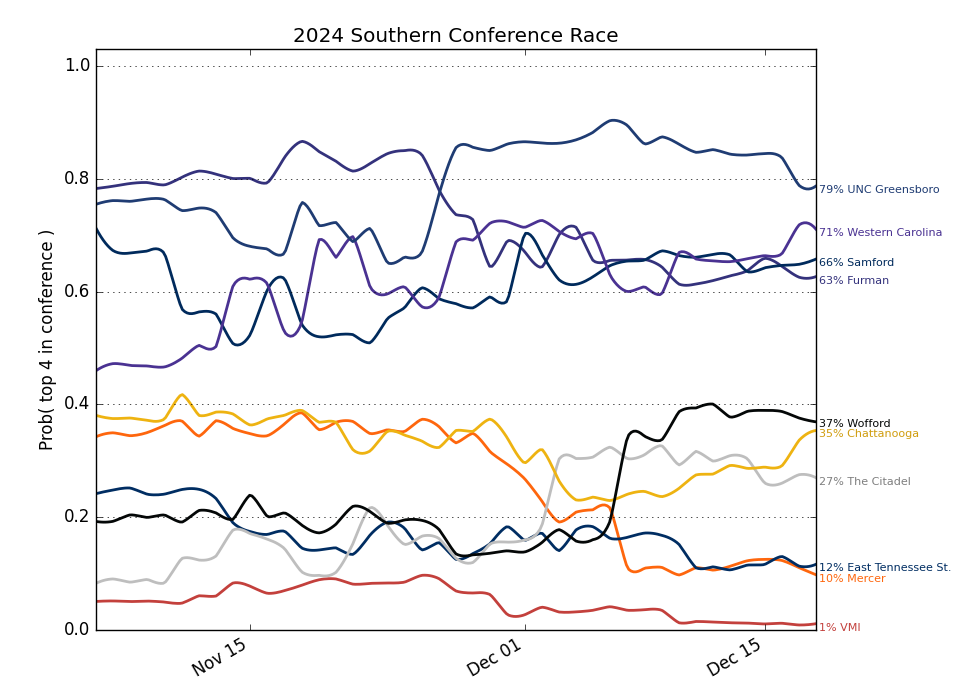 2024 Southern Conference Race
Prob( top 4 in conference )
1.0
0.8
0.6
0.4
0.2
0.0
Nov 15
Dec 01
Dec 15
79% UNC Greensboro
71% Western Carolina
66% Samford
63% Furman
37% Wofford
35% Chattanooga
27% The Citadel
12% East Tennessee St.
10% Mercer
1% VMI